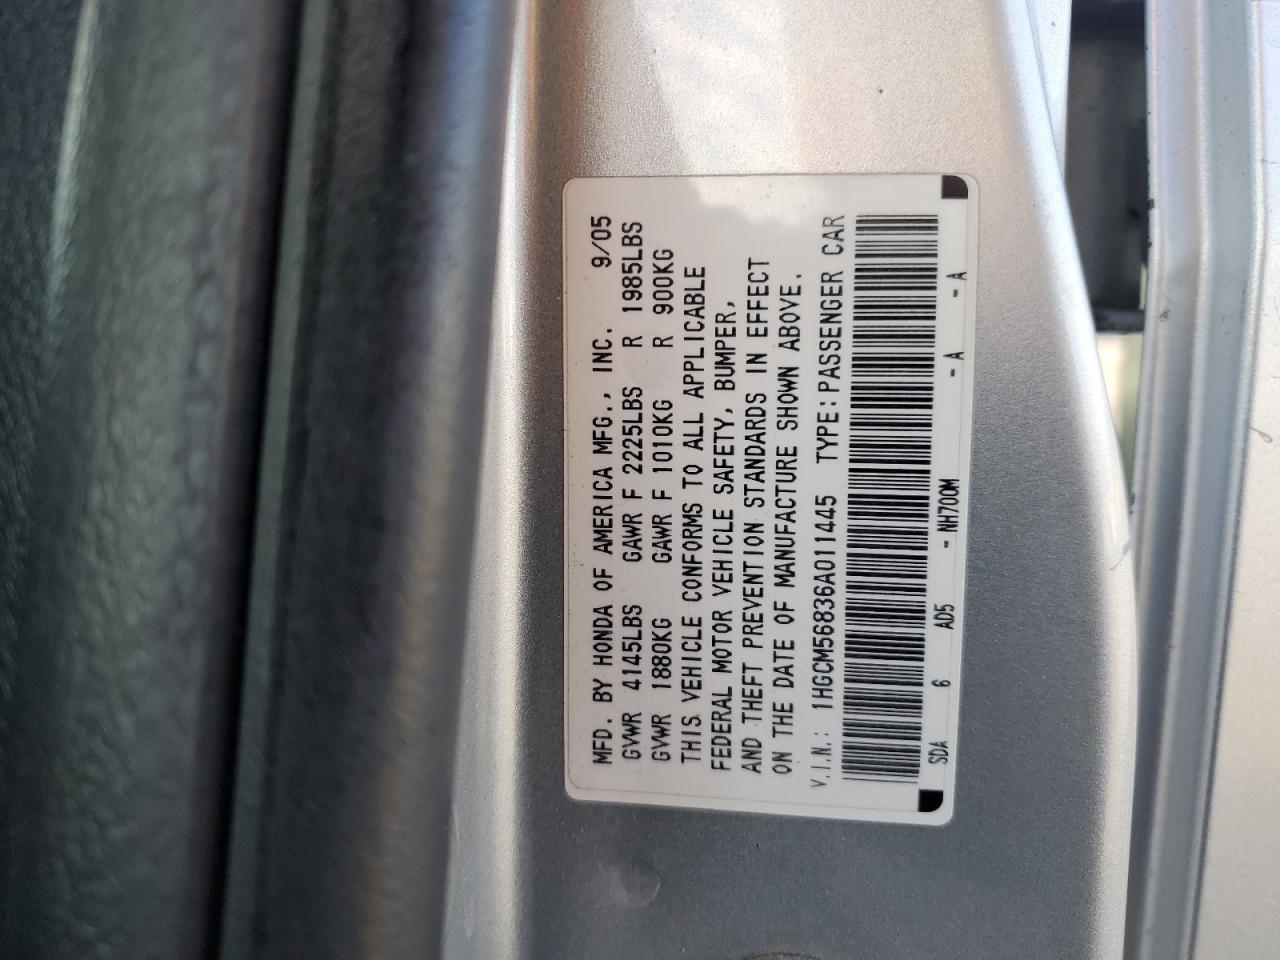 MFD. BY HONDA OF AMERICA MFG., INC. 9/05
GVWR 4145LBS GAWR F 2225LBS R 1985LBS
GVWR 1880KG GAWR F 1010KG R 900KG
THIS VEHICLE CONFORMS TO ALL APPLICABLE
FEDERAL MOTOR VEHICLE SAFETY, BUMPER,
AND THEFT PREVENTION STANDARDS IN EFFECT
ON THE DATE OF MANUFACTURE SHOWN ABOVE.
V.I.N.: 1HGCM56836A011445 TYPE: PASSENGER CAR
SDA 6 AD5 - NH700M - A - A